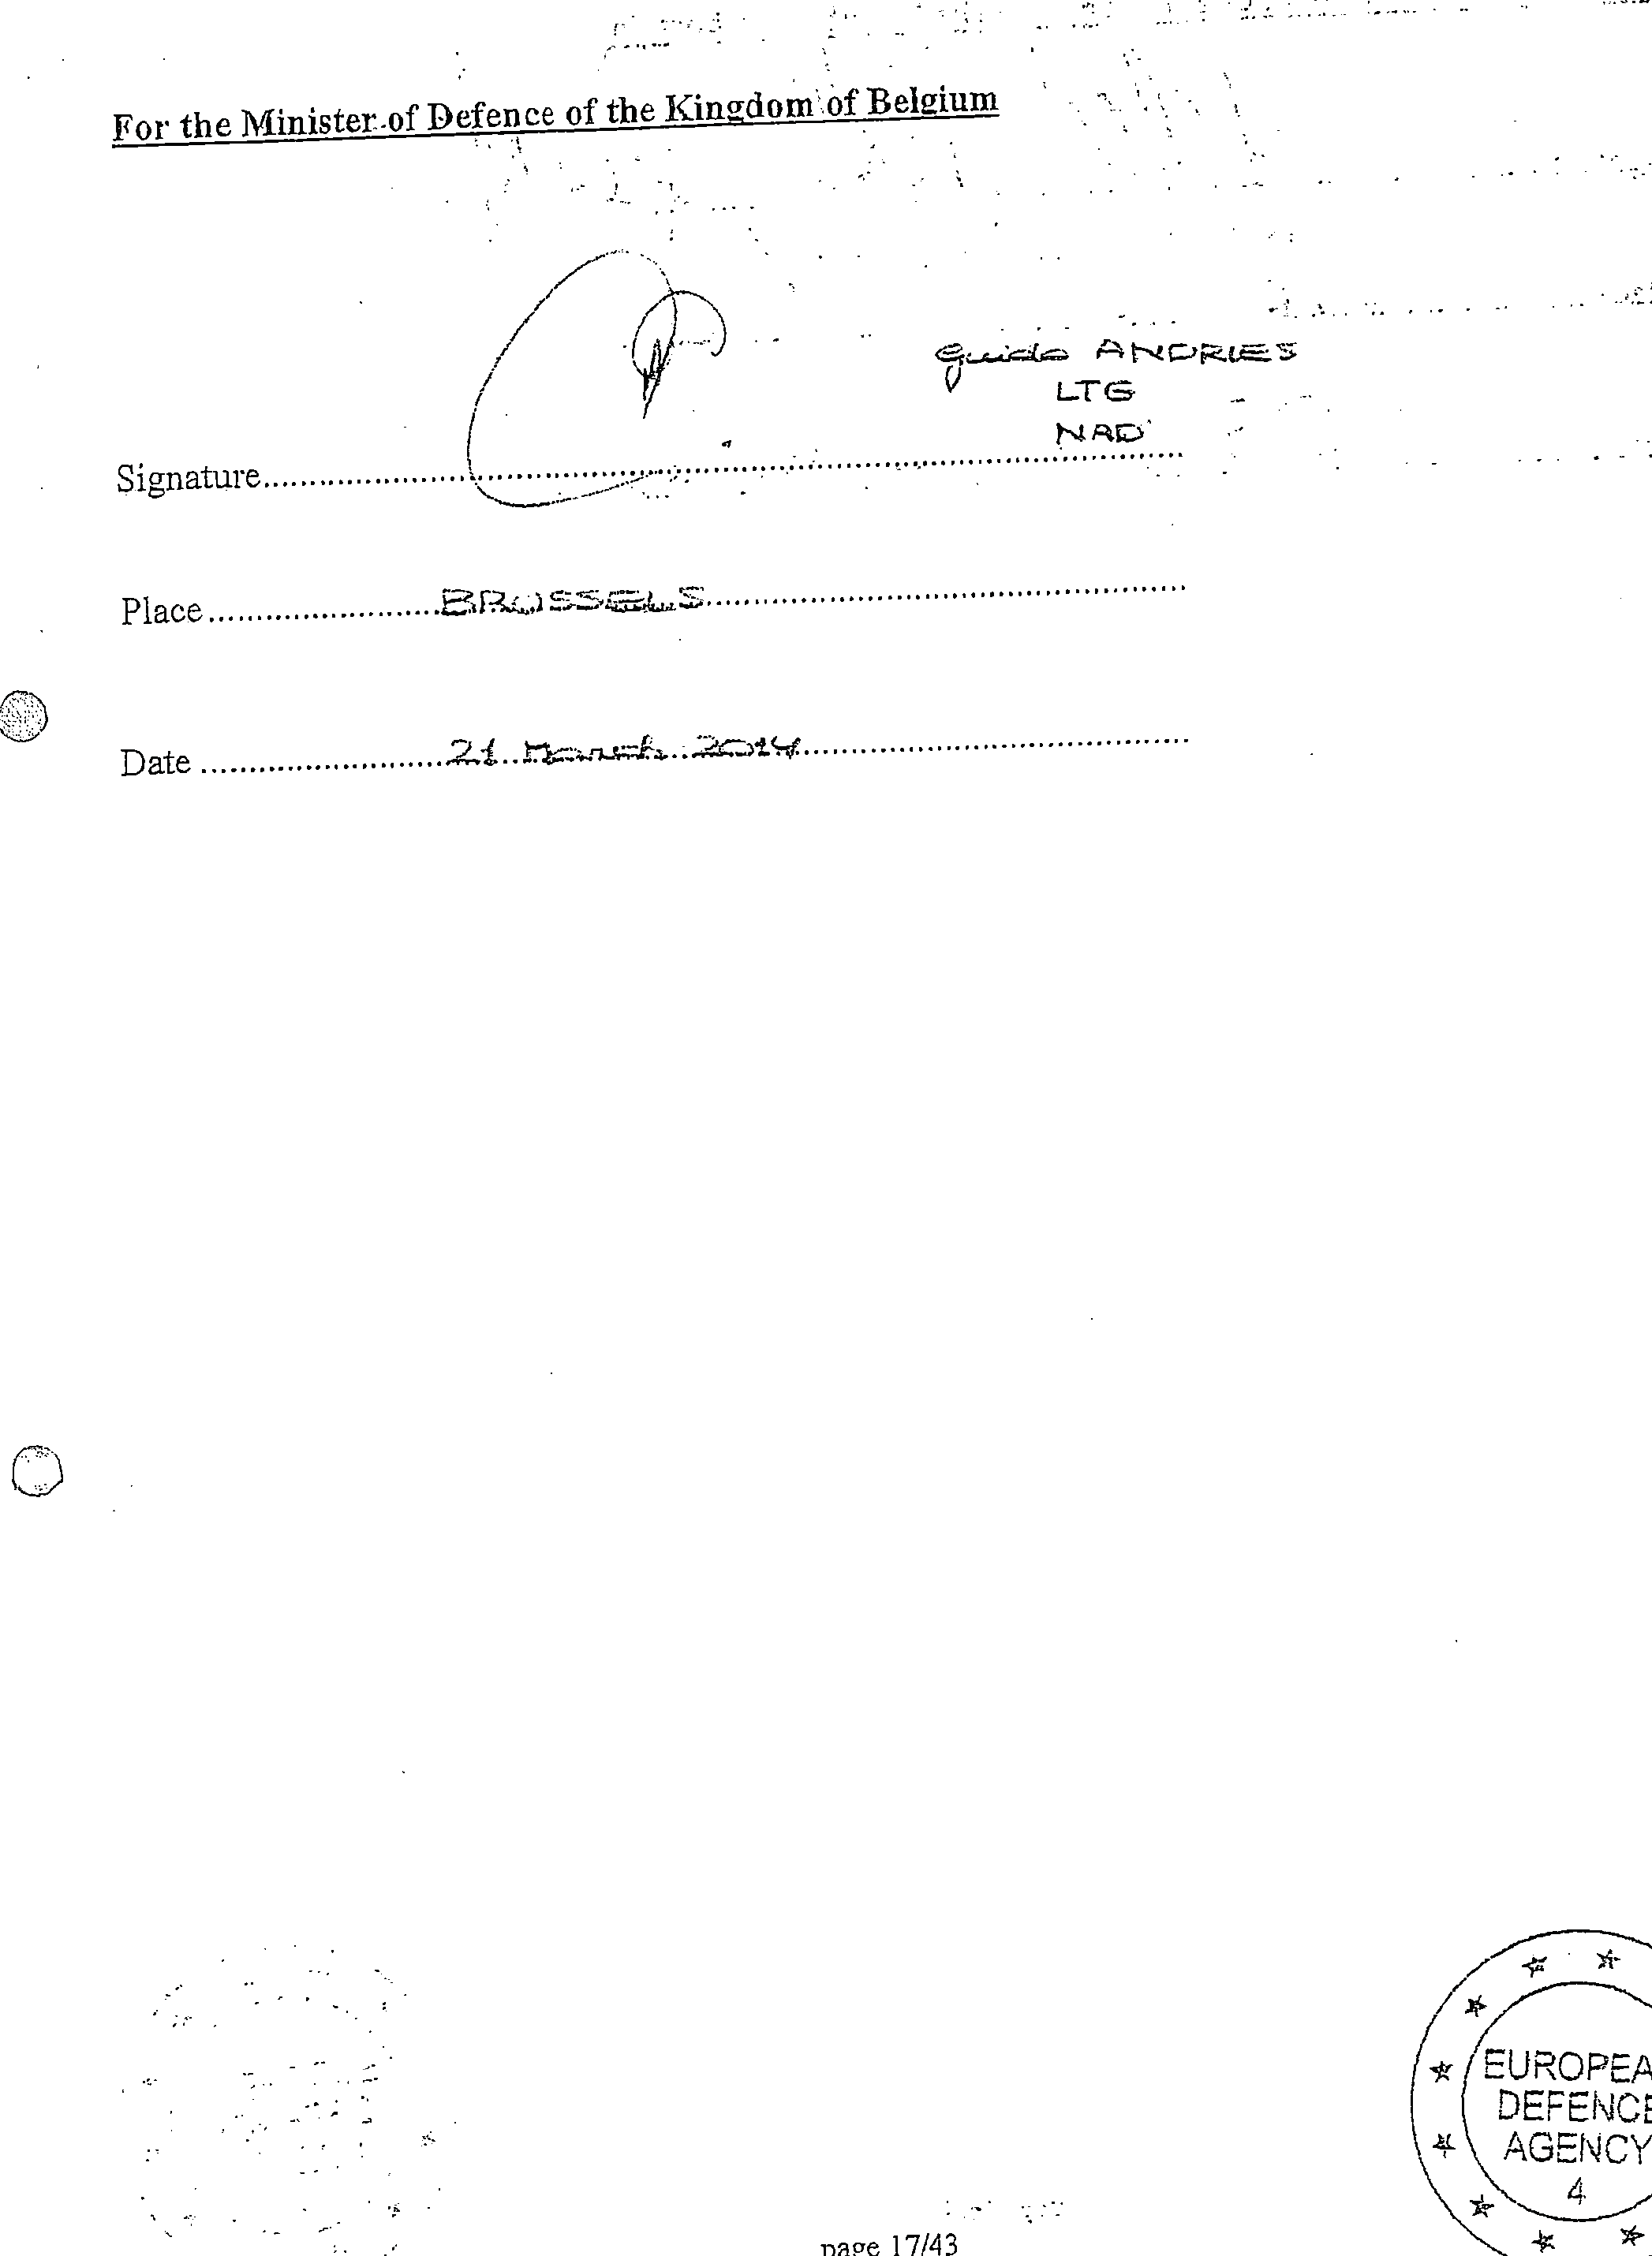 For the Minister of Defence of the Kingdom of Belgium
Guido ANDRIES
LTG
NAD
Signature
Place BRUSSELS
Date 21 March 2014
EUROPEA
DEFENCE
AGENCY
4
page 17/43